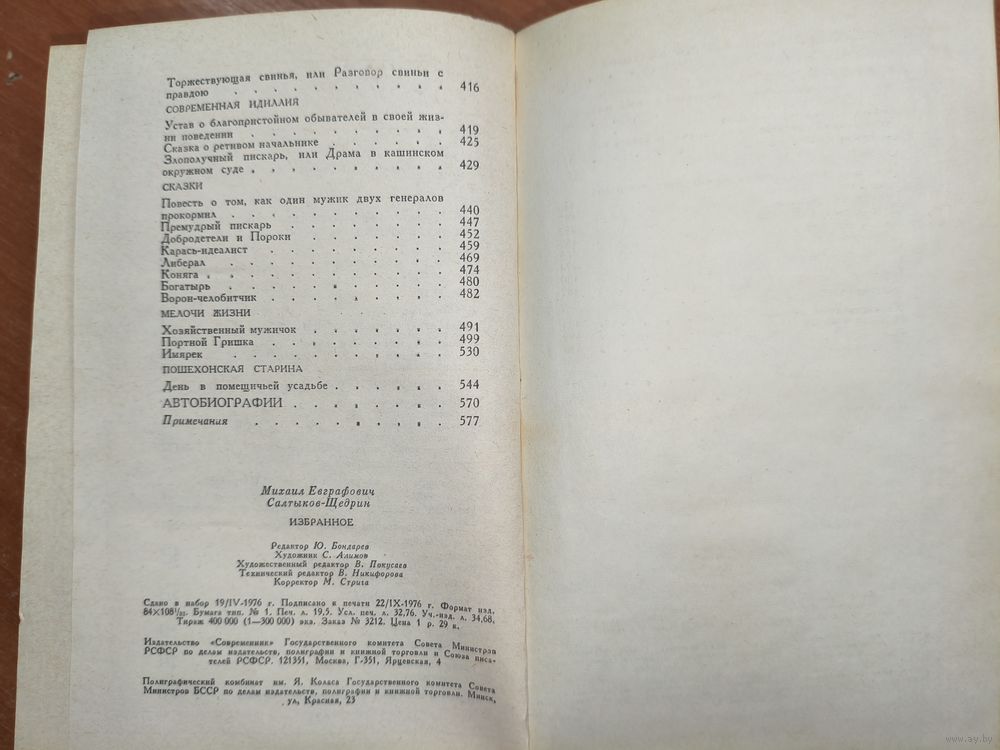 Торжествующая свинья, или Разговор свиньи с
правдою . . . . . . . . . . 416
СОВРЕМЕННАЯ ИДИЛЛИЯ
Устав о благопристойном обывателей в своей жиз-
ни поведении . . . . . . . . . 419
Сказка о ретивом начальнике . . . . . . 425
Злополучный пискарь, или Драма в кашинском
окружном суде . . . . . . . . . 429
СКАЗКИ
Повесть о том, как один мужик двух генералов
прокормил . . . . . . . . . . 440
Премудрый пискарь . . . . . . . . 447
Добродетели и Пороки . . . . . . . 452
Карась-идеалист . . . . . . . . 459
Либерал . . . . . . . . . . 469
Коняга . . . . . . . . . . . 474
Богатырь . . . . . . . . . . 480
Ворон-челобитчик . . . . . . . . 482
МЕЛОЧИ ЖИЗНИ
Хозяйственный мужичок . . . . . . 491
Портной Гришка . . . . . . . . 499
Имярек . . . . . . . . . . 530
ПОШЕХОНСКАЯ СТАРИНА
День в помещичьей усадьбе . . . . . . 544
АВТОБИОГРАФИИ . . . . . . . . 570
Примечания . . . . . . . . 577
Михаил Евграфович
Салтыков-Щедрин
ИЗБРАННОЕ
Редактор Ю. Бондарев
Художник С. Алимов
Художественный редактор В. Покусаев
Технический редактор В. Никифорова
Корректор М. Стрига
Сдано в набор 19/IV-1976 г. Подписано к печати 22/IX-1976 г. Формат изд.
84×108 1/32. Бумага тип. № 1. Печ. л. 19,5. Усл. печ. л. 32,76. Уч.-изд. л. 34,68.
Тираж 400 000 (1—300 000) экз. Заказ № 3212. Цена 1 р. 29 к.
Издательство «Современник» Государственного комитета Совета Министров
РСФСР по делам издательств, полиграфии и книжной торговли и Союза писа-
телей РСФСР. 121351, Москва, Г-351, Ярцевская, 4
Полиграфический комбинат им. Я. Коласа Государственного комитета Совета
Министров БССР по делам издательств, полиграфии и книжной торговли. Минск,
ул, Красная, 23
www.ay.by